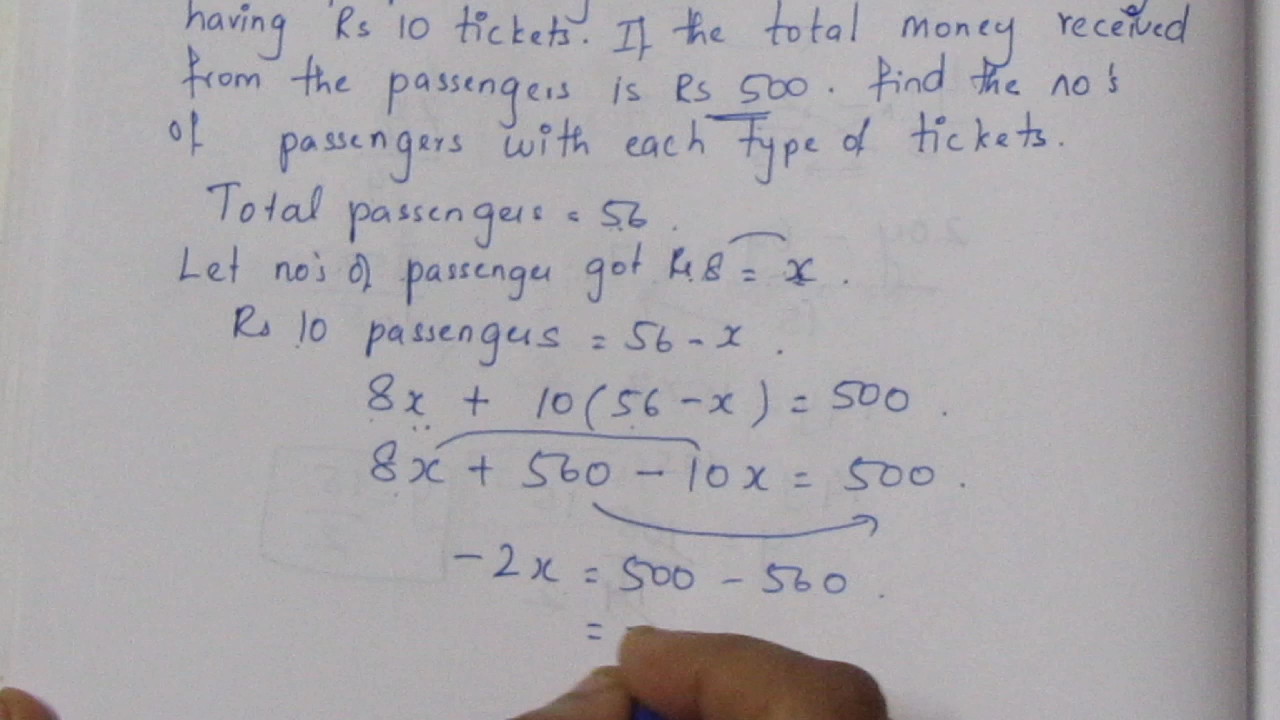 having Rs 10 tickets. If the total money received
from the passengers is Rs 500. find the no's
of passengers with each type of tickets.
Total passengers = 56.
Let no's of passenger got Rs 8 = x.
Rs 10 passengers = 56 - x.
8x + 10(56 - x) = 500.
8x + 560 - 10x = 500.
-2x = 500 - 560.
=